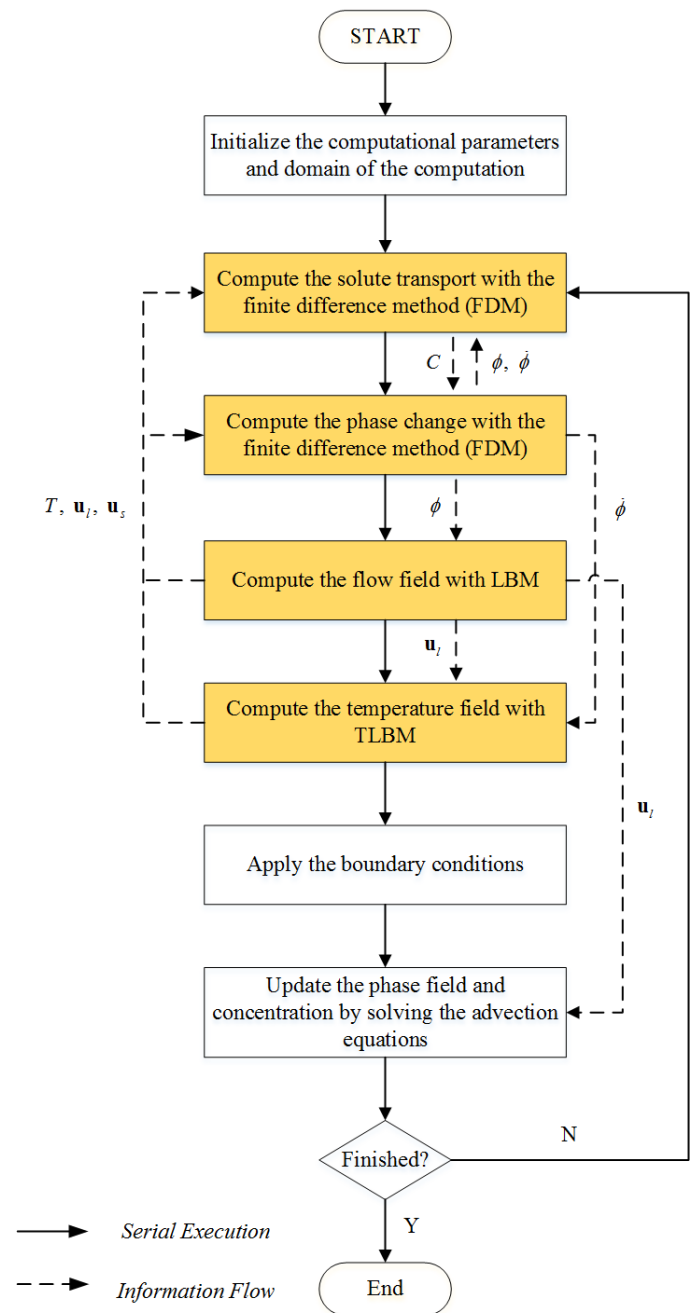 START
Initialize the computational parameters
and domain of the computation
Compute the solute transport with the
finite difference method (FDM)
C
ϕ, ϕ̇
Compute the phase change with the
finite difference method (FDM)
T, u_l, u_s
ϕ
ϕ̇
Compute the flow field with LBM
u_l
Compute the temperature field with
TLBM
u_l
Apply the boundary conditions
Update the phase field and
concentration by solving the advection
equations
N
Finished?
Y
Serial Execution
End
Information Flow